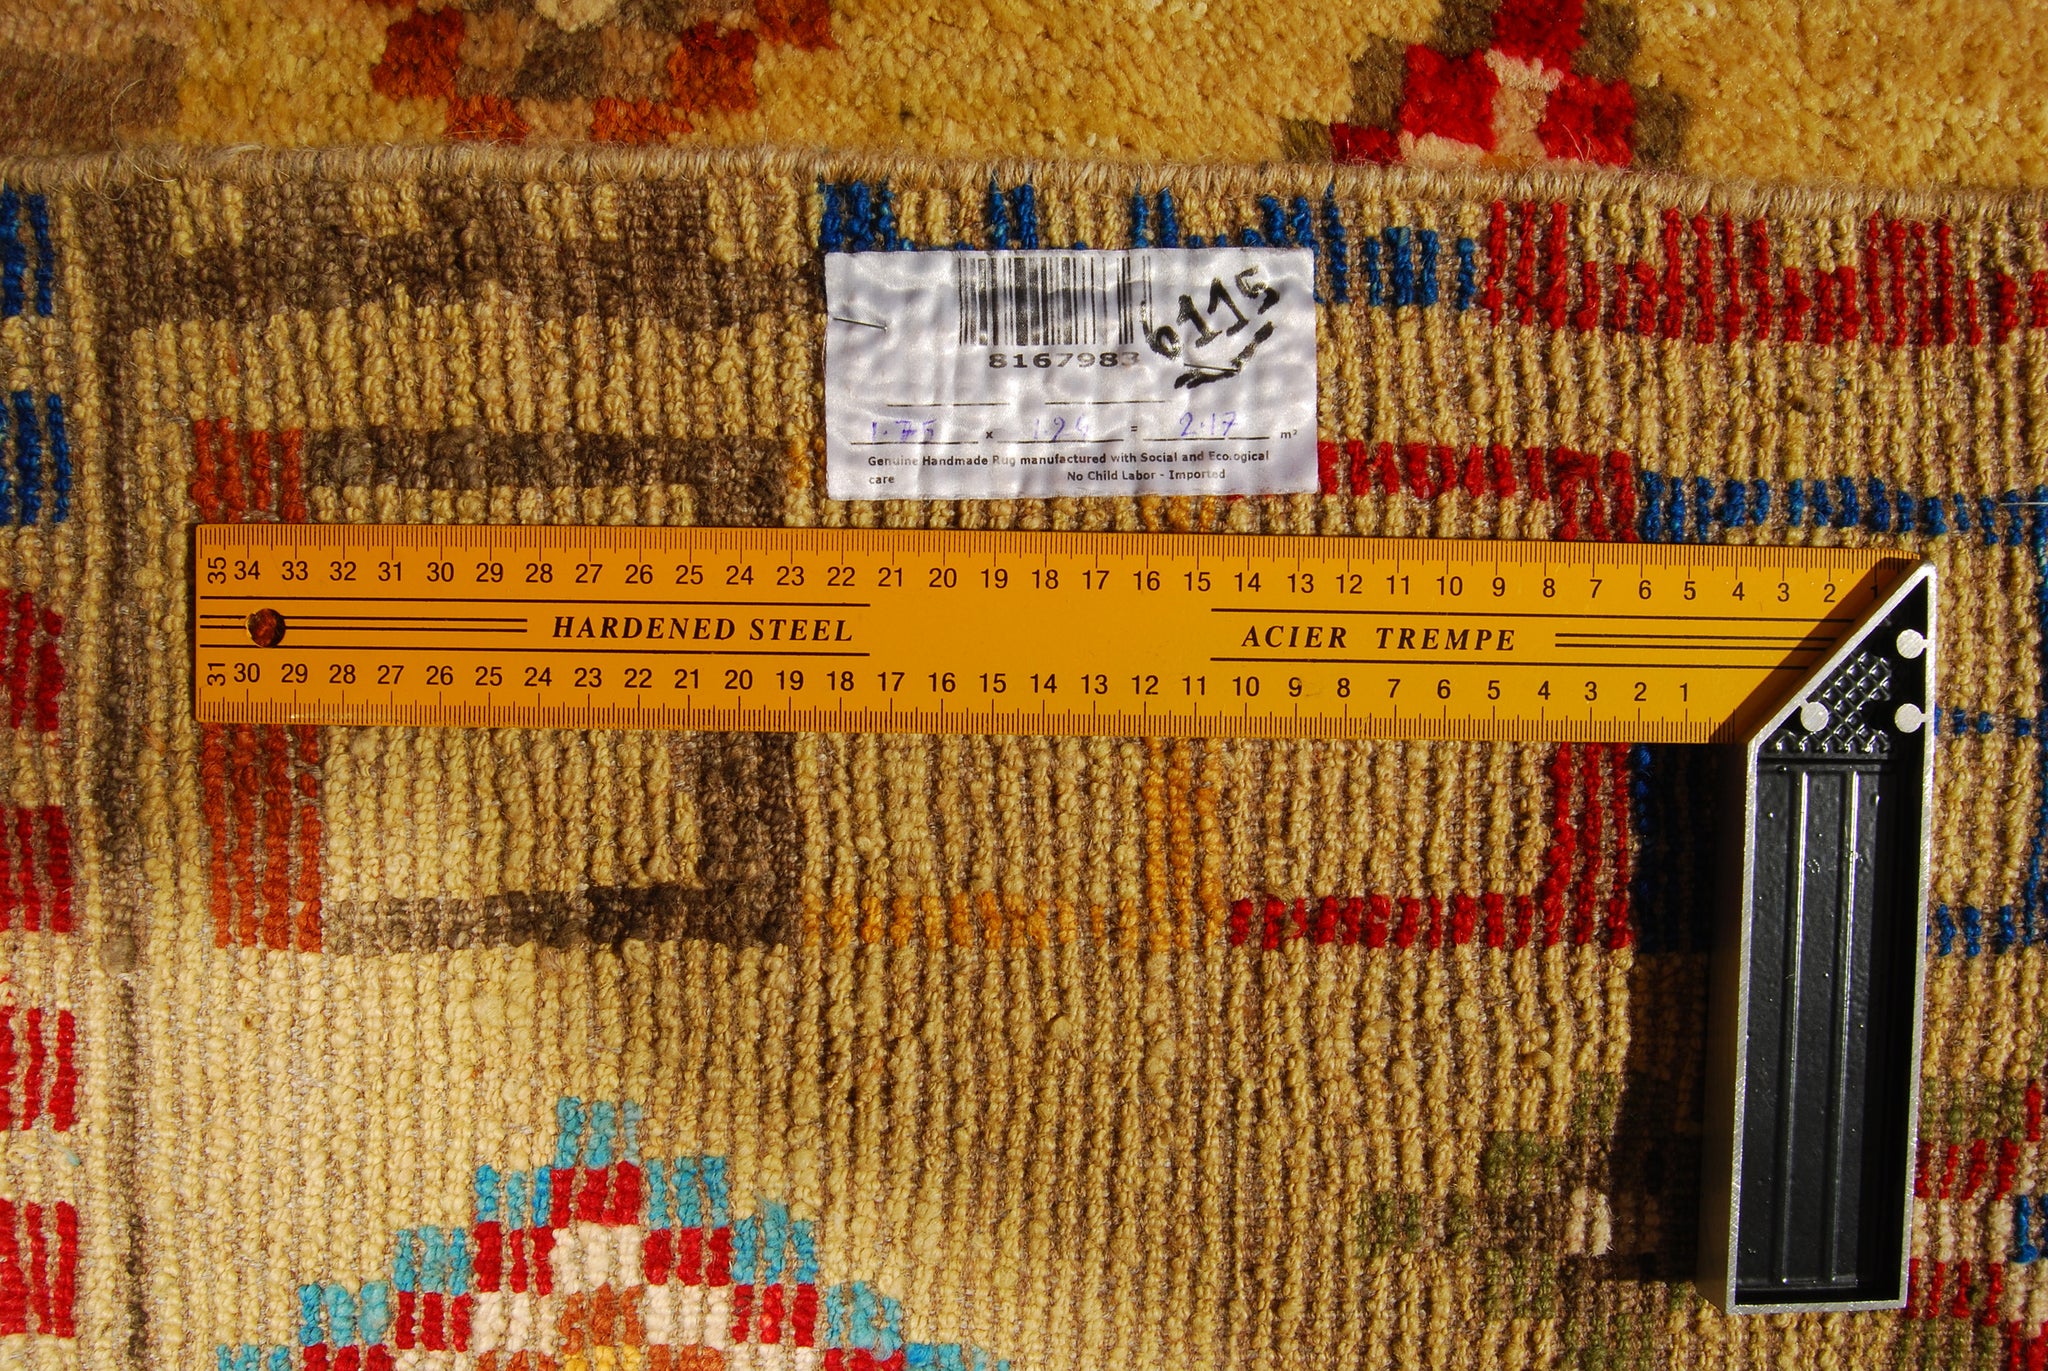 6115
8167983
1.75 x 1.24 = 2.17 m²
Genuine Handmade Rug manufactured with Social and Ecological
care No Child Labor - Imported
35 34 33 32 31 30 29 28 27 26 25 24 23 22 21 20 19 18 17 16 15 14 13 12 11 10 9 8 7 6 5 4 3 2 1
HARDENED STEEL ACIER TREMPE
31 30 29 28 27 26 25 24 23 22 21 20 19 18 17 16 15 14 13 12 11 10 9 8 7 6 5 4 3 2 1